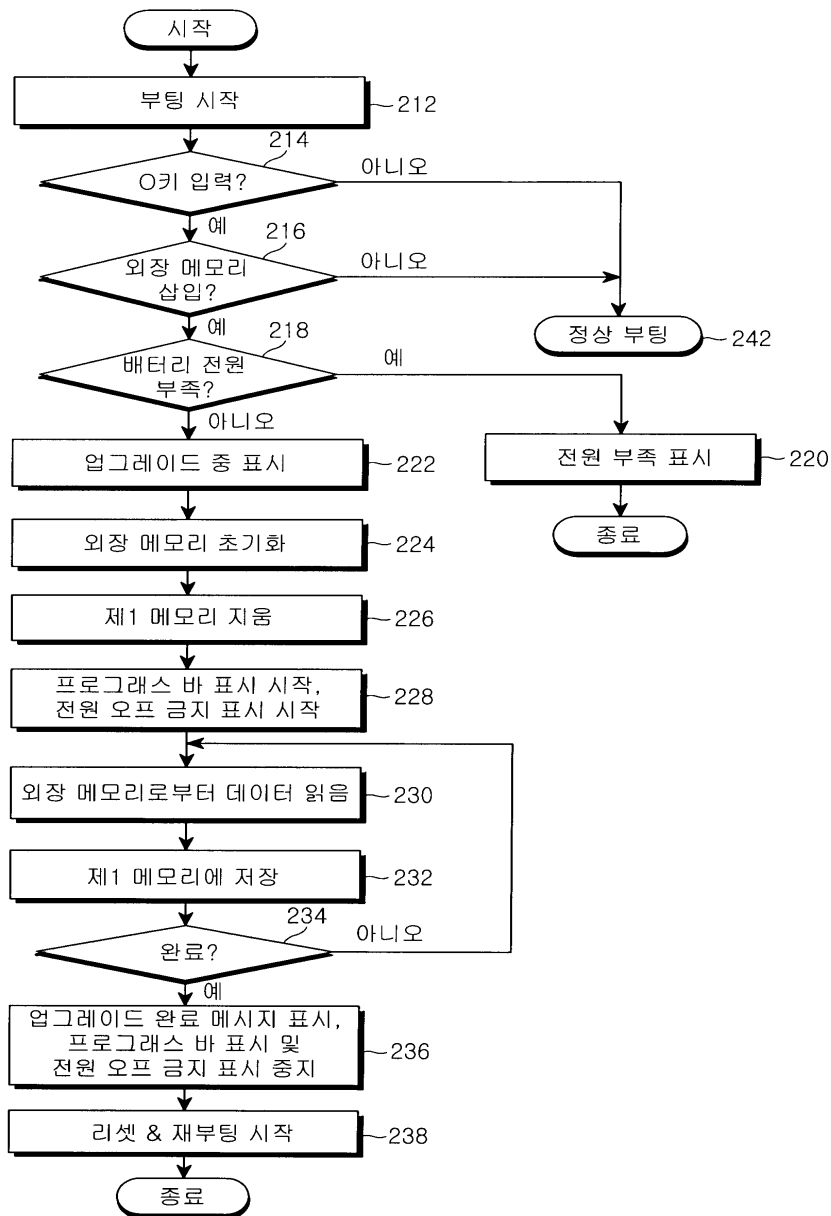 시작
부팅 시작
212
214
O키 입력?
아니오
예
216
외장 메모리
삽입?
아니오
예
정상 부팅
242
218
배터리 전원
부족?
예
아니오
업그레이드 중 표시
222
전원 부족 표시
220
외장 메모리 초기화
224
종료
제1 메모리 지움
226
프로그래스 바 표시 시작,
전원 오프 금지 표시 시작
228
외장 메모리로부터 데이터 읽음
230
제1 메모리에 저장
232
234
완료?
아니오
예
업그레이드 완료 메시지 표시,
프로그래스 바 표시 및
전원 오프 금지 표시 중지
236
리셋 & 재부팅 시작
238
종료